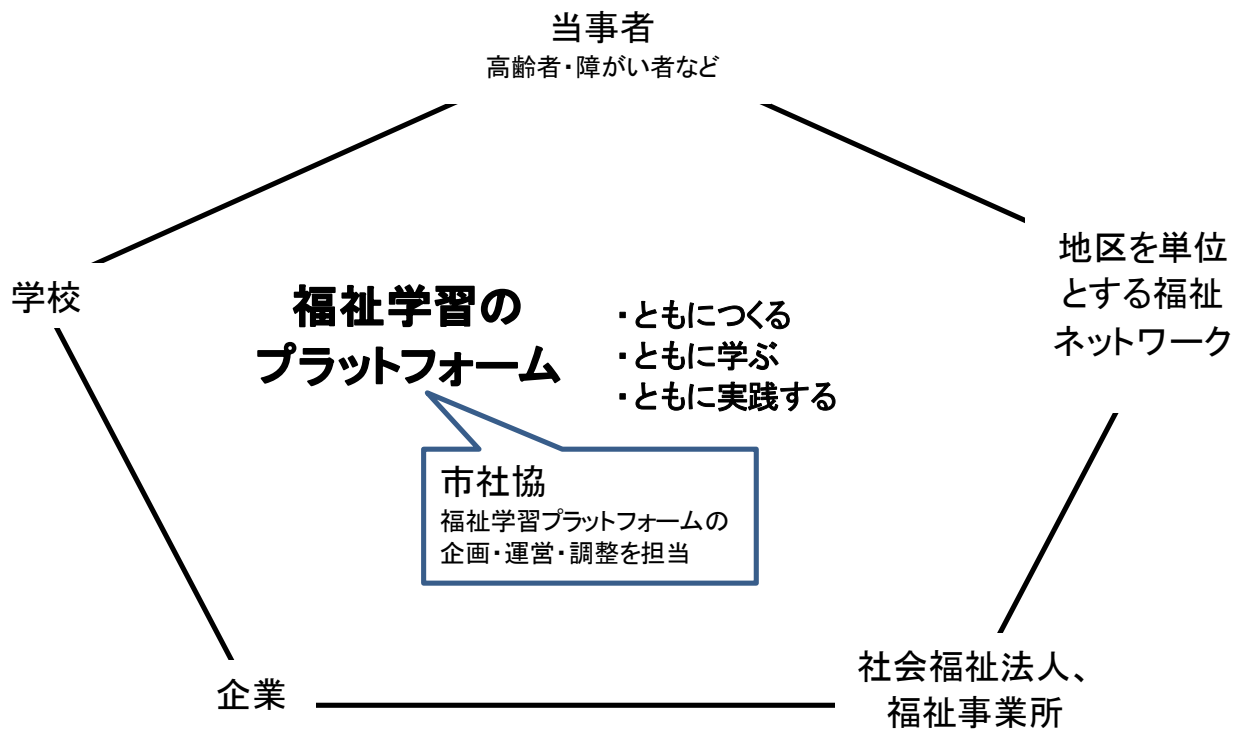 当事者
高齢者・障がい者など
地区を単位
とする福祉
ネットワーク
学校
福祉学習の
プラットフォーム
・ともにつくる
・ともに学ぶ
・ともに実践する
市社協
福祉学習プラットフォームの
企画・運営・調整を担当
企業
社会福祉法人、
福祉事業所